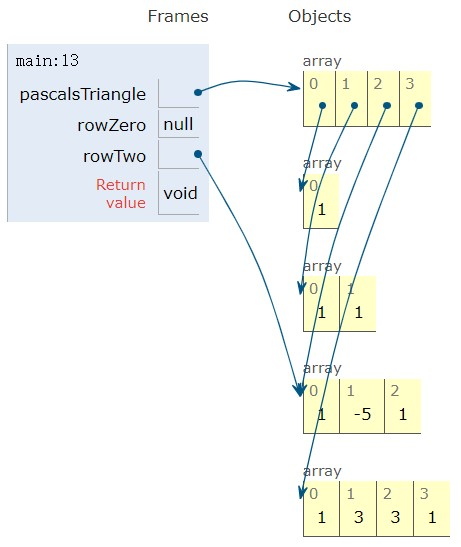 Frames Objects
main:13
pascalsTriangle
rowZero null
rowTwo
Return
value void
array
0 1 2 3
array
0
1
array
0 1
1 1
array
0 1 2
1 -5 1
array
0 1 2 3
1 3 3 1